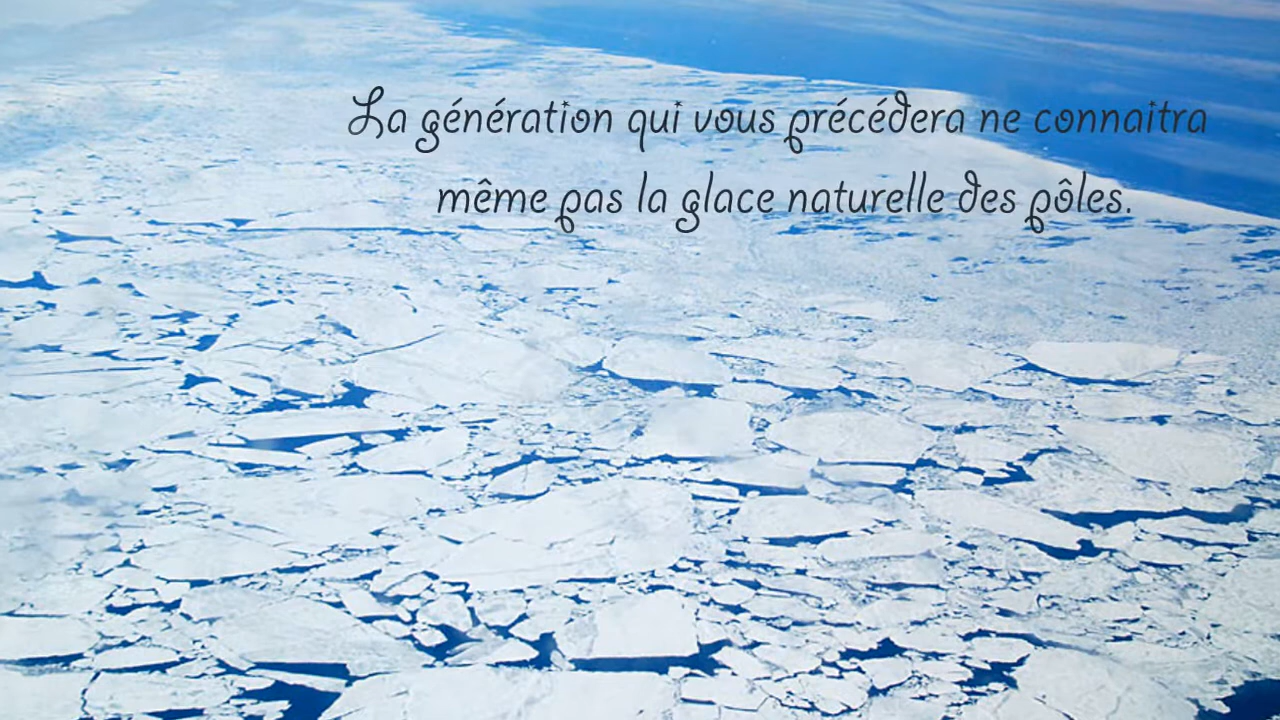 La génération qui vous précédera ne connaitra
même pas la glace naturelle des pôles.